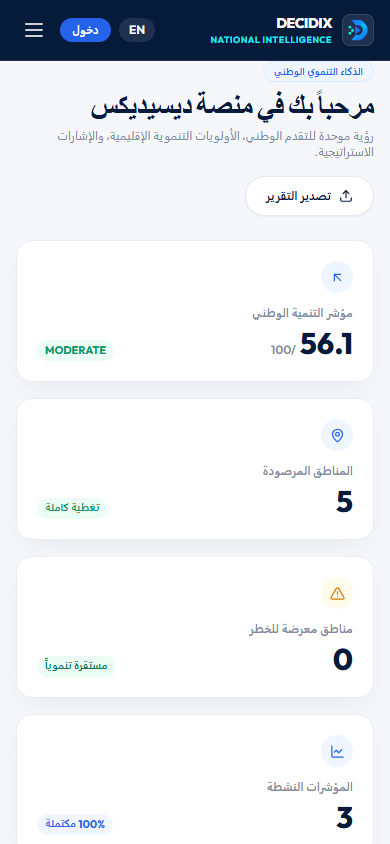 DECIDIX
NATIONAL INTELLIGENCE
EN
دخول
الذكاء التنموي الوطني
مرحباً بك في منصة ديسيديكس
رؤية موحدة للتقدم الوطني، الأولويات التنموية الإقليمية، والإشارات
الاستراتيجية.
تصدير التقرير
مؤشر التنمية الوطني
56.1 /100
MODERATE
المناطق المرصودة
5
تغطية كاملة
مناطق معرضة للخطر
0
مستقرة تنموياً
المؤشرات النشطة
3
100% مكتملة